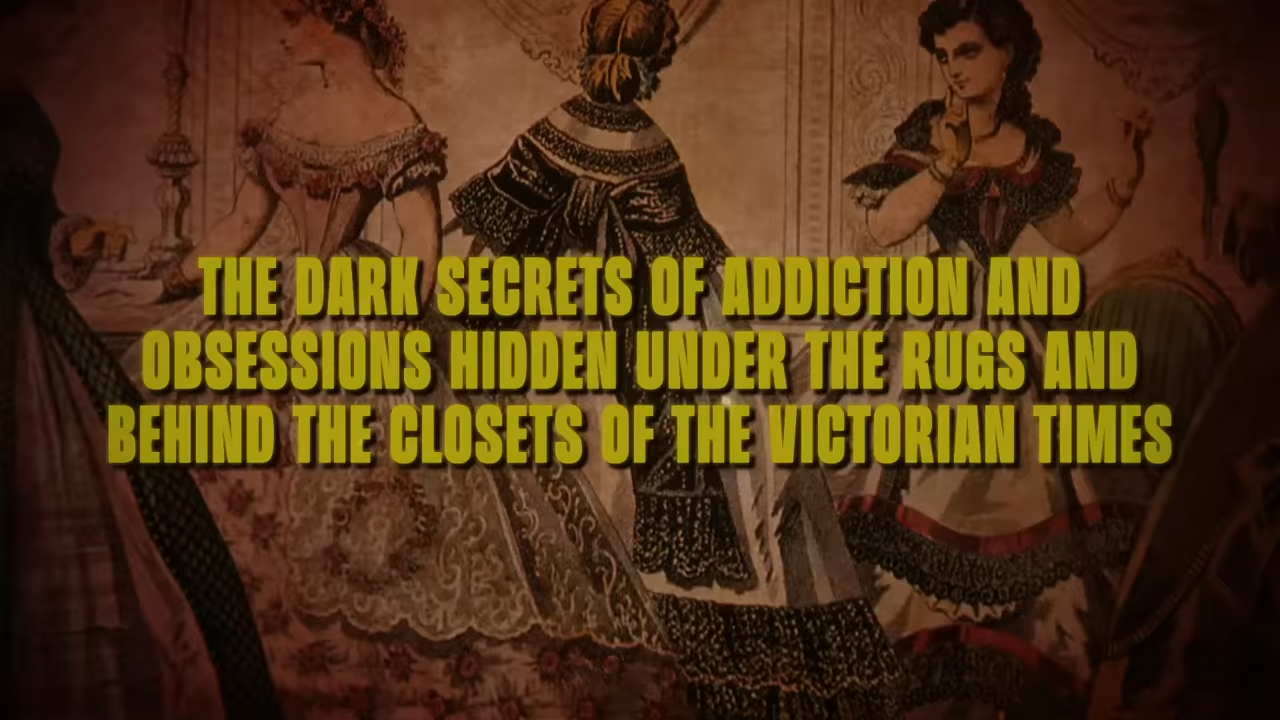 THE DARK SECRETS OF ADDICTION AND
OBSESSIONS HIDDEN UNDER THE RUGS AND
BEHIND THE CLOSETS OF THE VICTORIAN TIMES